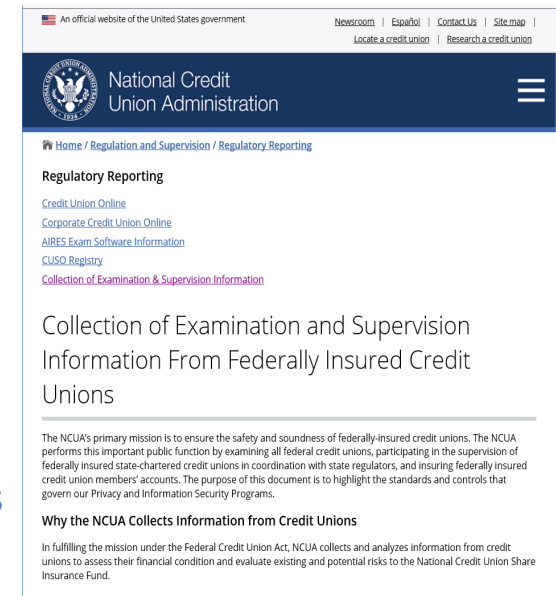 An official website of the United States government
Newsroom | Español | Contact Us | Site map |
Locate a credit union | Research a credit union
National Credit
Union Administration
Home / Regulation and Supervision / Regulatory Reporting
Regulatory Reporting
Credit Union Online
Corporate Credit Union Online
AIRES Exam Software Information
CUSO Registry
Collection of Examination & Supervision Information
Collection of Examination and Supervision
Information From Federally Insured Credit
Unions
The NCUA's primary mission is to ensure the safety and soundness of federally-insured credit unions. The NCUA
performs this important public function by examining all federal credit unions, participating in the supervision of
federally insured state-chartered credit unions in coordination with state regulators, and insuring federally insured
credit union members' accounts. The purpose of this document is to highlight the standards and controls that
govern our Privacy and Information Security Programs.
Why the NCUA Collects Information from Credit Unions
In fulfilling the mission under the Federal Credit Union Act, NCUA collects and analyzes information from credit
unions to assess their financial condition and evaluate existing and potential risks to the National Credit Union Share
Insurance Fund.